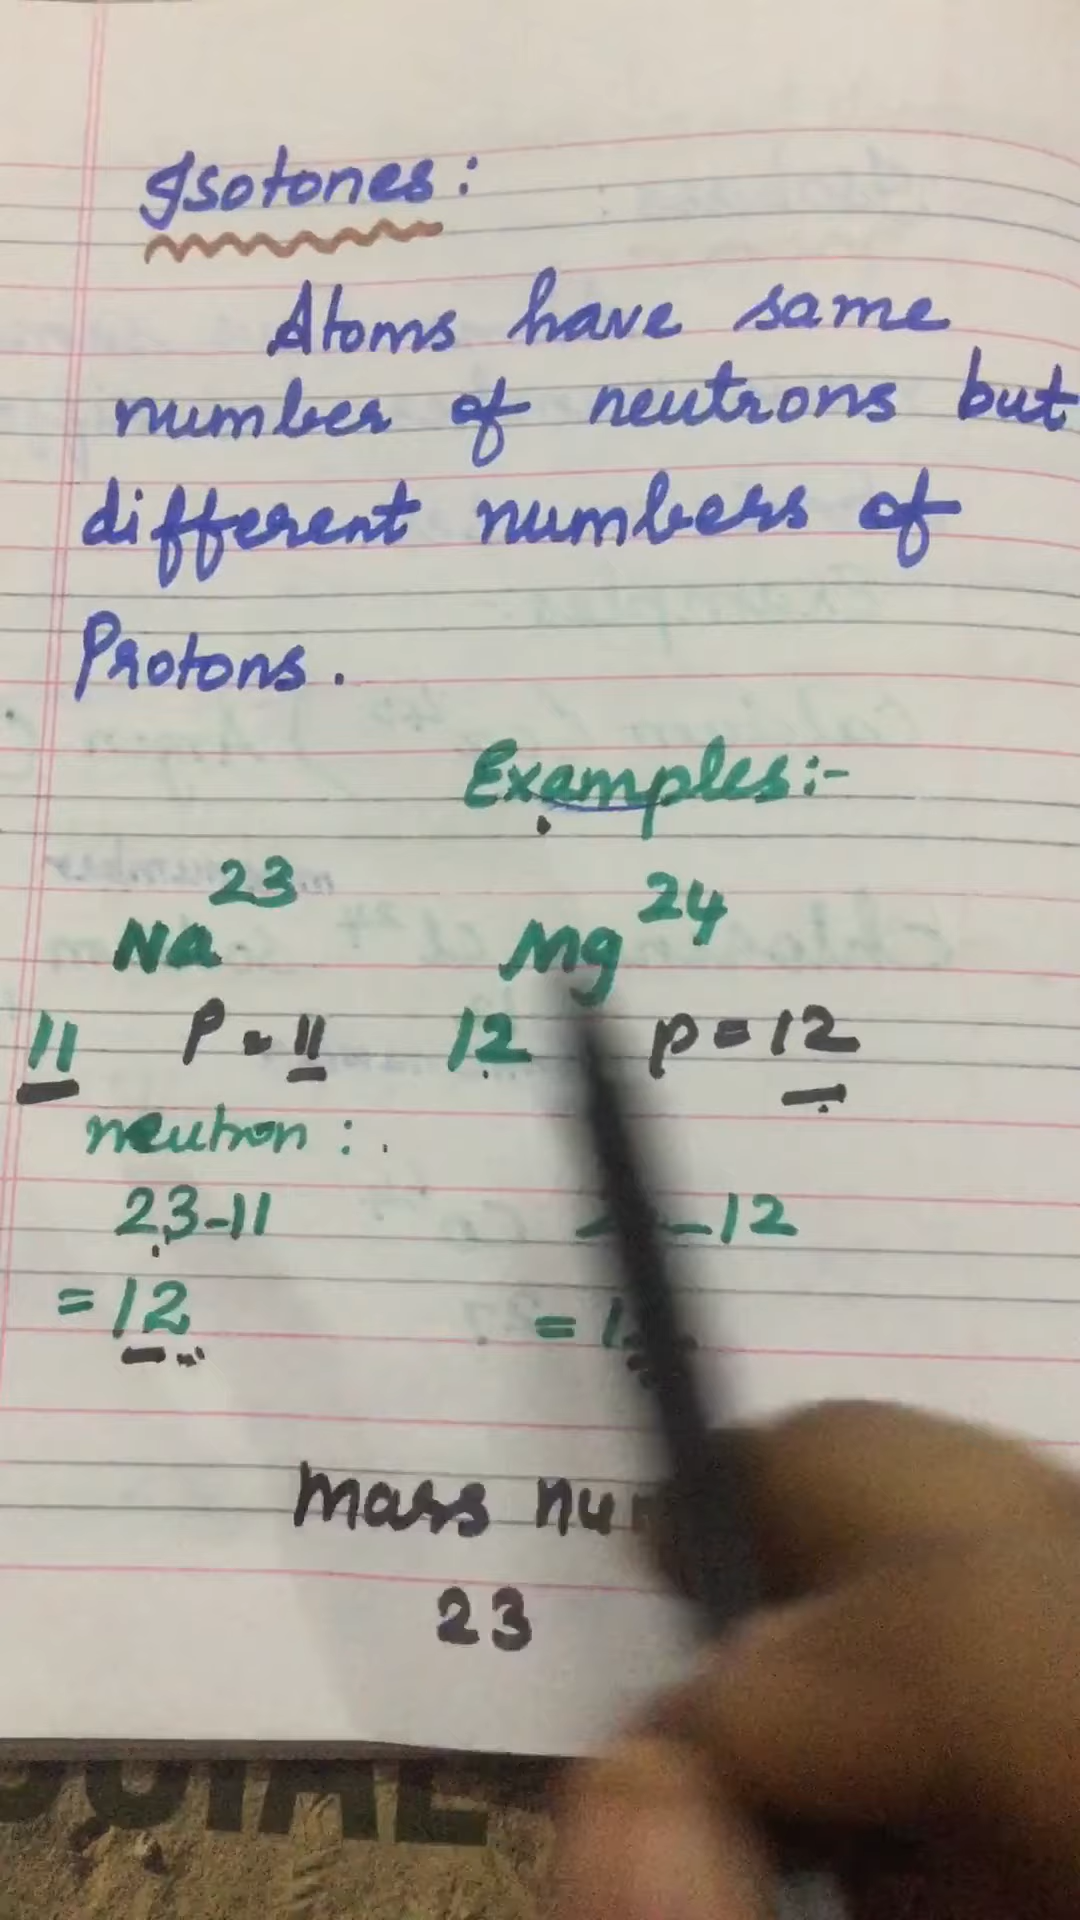 Isotones:
Atoms have same
number of neutrons but
different numbers of
Protons.
Examples:-
23 24
Na Mg
11 P = 11 12 p = 12
neutron :
23-11 -12
= 12 =
Mass
23